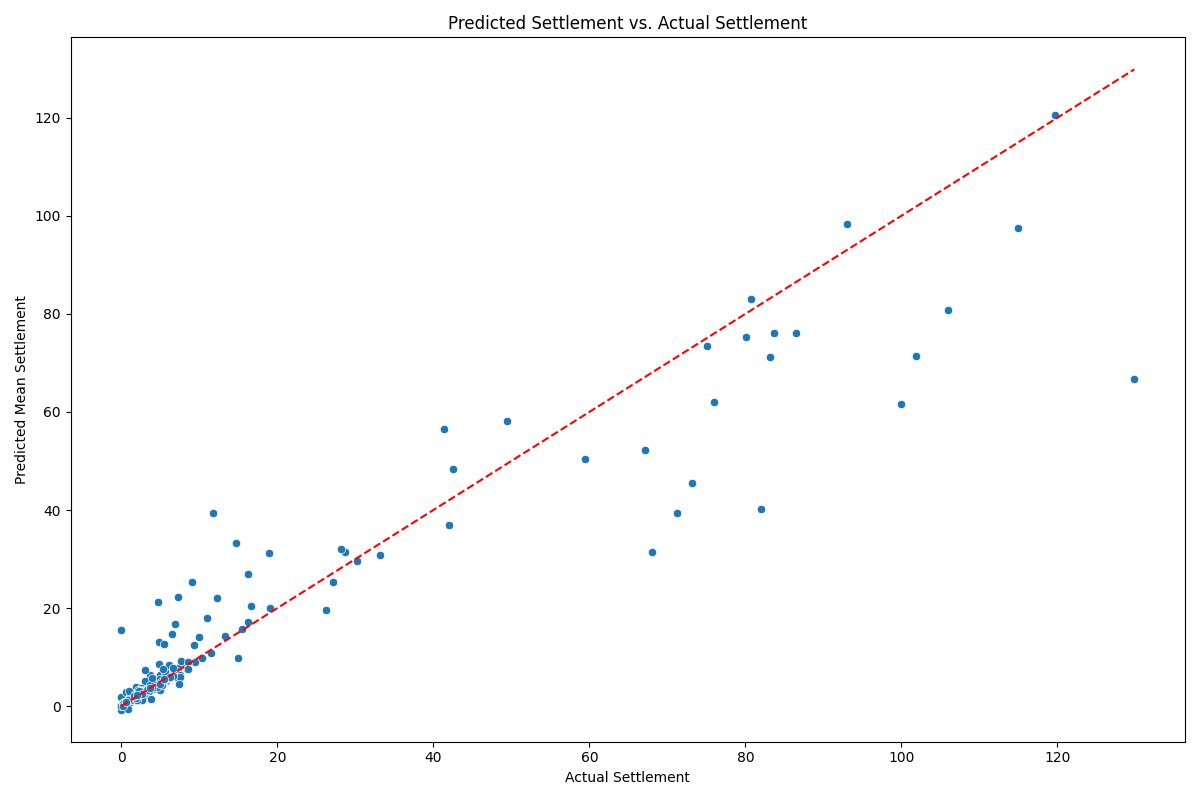 Predicted Settlement vs. Actual Settlement
Predicted Mean Settlement
120
100
80
60
40
20
0
0 20 40 60 80 100 120
Actual Settlement